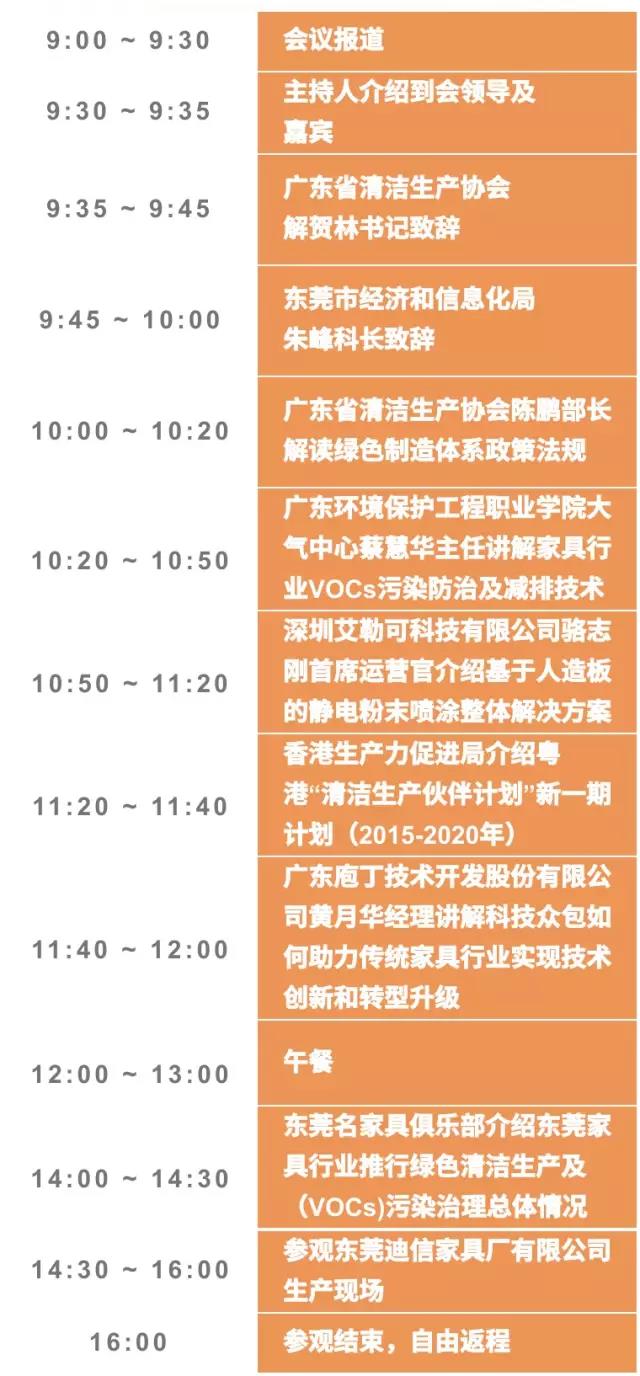 9:00 ~ 9:30
会议报道
9:30 ~ 9:35
主持人介绍到会领导及
嘉宾
9:35 ~ 9:45
广东省清洁生产协会
解贺林书记致辞
9:45 ~ 10:00
东莞市经济和信息化局
朱峰科长致辞
10:00 ~ 10:20
广东省清洁生产协会陈鹏部长
解读绿色制造体系政策法规
10:20 ~ 10:50
广东环境保护工程职业学院大
气中心蔡慧华主任讲解家具行
业VOCs污染防治及减排技术
10:50 ~ 11:20
深圳艾勒可科技有限公司骆志
刚首席运营官介绍基于人造板
的静电粉末喷涂整体解决方案
11:20 ~ 11:40
香港生产力促进局介绍粤
港“清洁生产伙伴计划”新一期
计划（2015-2020年）
11:40 ~ 12:00
广东庖丁技术开发股份有限公
司黄月华经理讲解科技众包如
何助力传统家具行业实现技术
创新和转型升级
12:00 ~ 13:00
午餐
14:00 ~ 14:30
东莞名家具俱乐部介绍东莞家
具行业推行绿色清洁生产及
（VOCs)污染治理总体情况
14:30 ~ 16:00
参观东莞迪信家具厂有限公司
生产现场
16:00
参观结束，自由返程